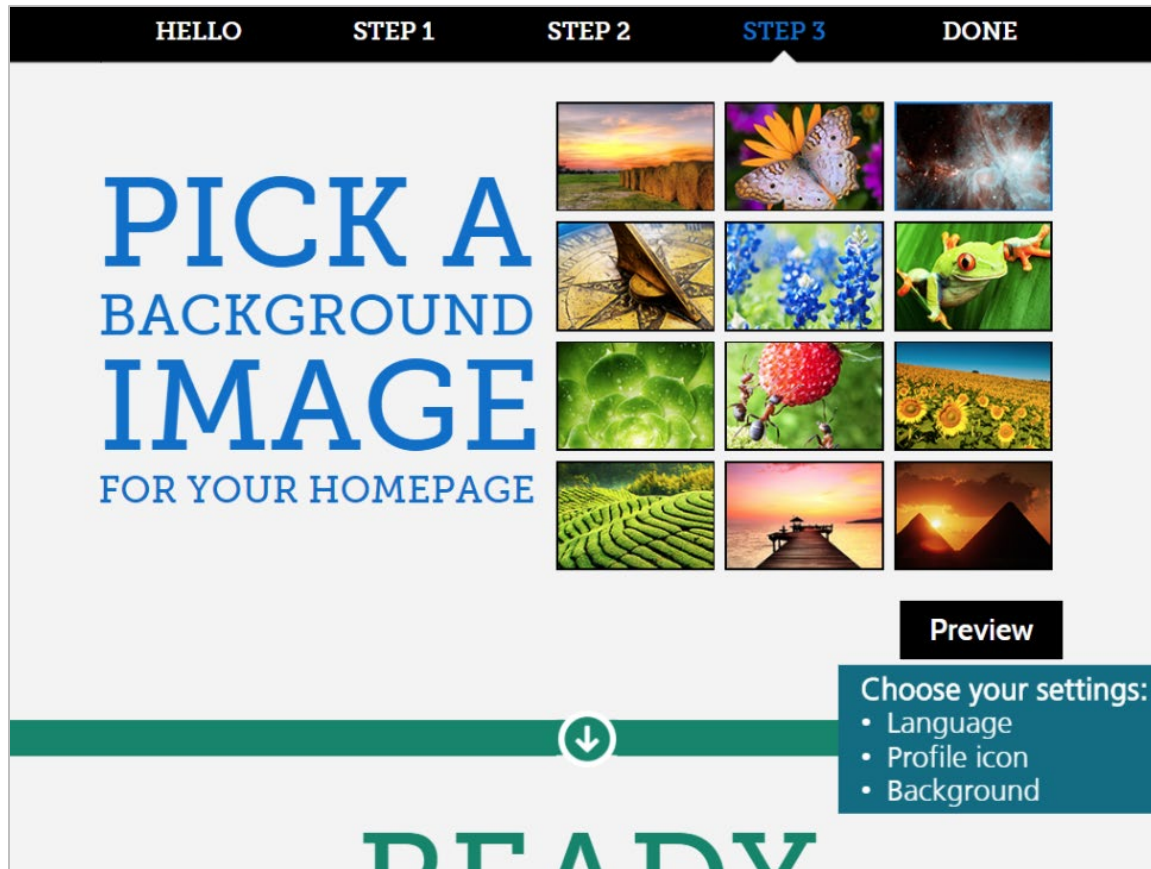 HELLO STEP 1 STEP 2 STEP 3 DONE
PICK A
BACKGROUND
IMAGE
FOR YOUR HOMEPAGE
Preview
Choose your settings:
• Language
• Profile icon
• Background
READY